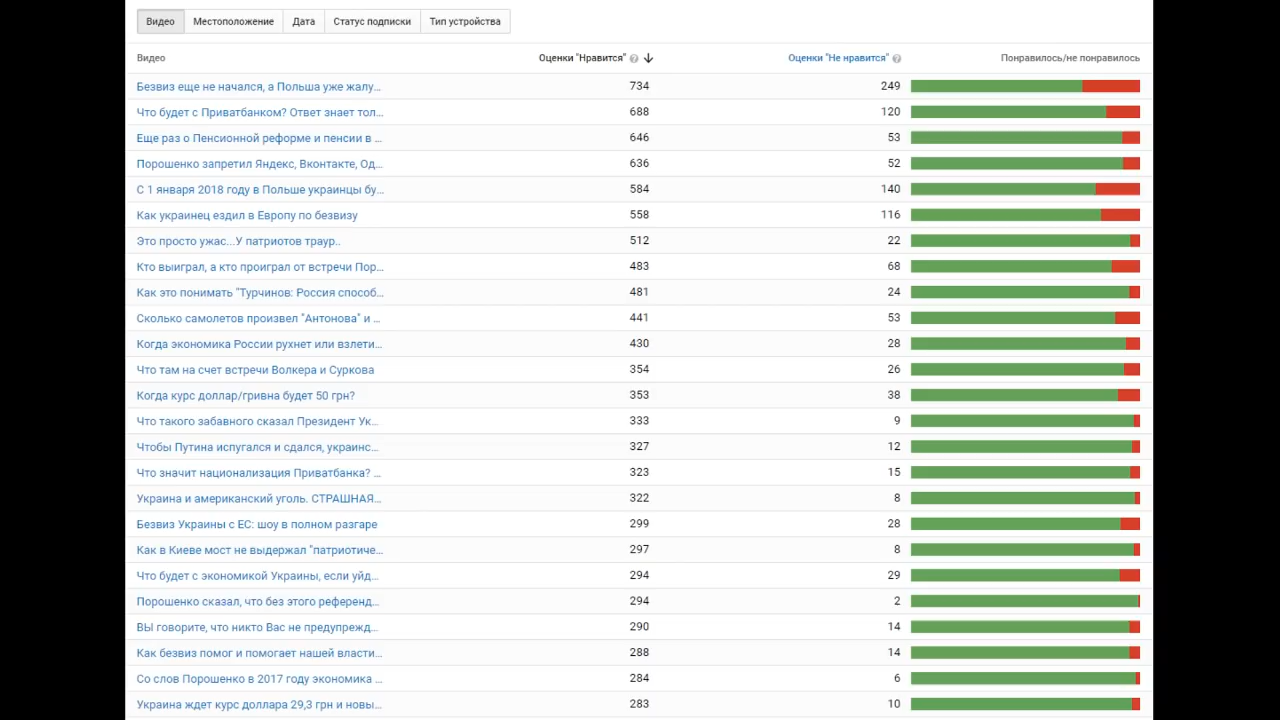 Видео Местоположение Дата Статус подписки Тип устройства
Видео Оценки "Нравится" ? ↓ Оценки "Не нравится" ? Понравилось/не понравилось
Безвиз еще не начался, а Польша уже жалу... 734 249
Что будет с Приватбанком? Ответ знает тол... 688 120
Еще раз о Пенсионной реформе и пенсии в ... 646 53
Порошенко запретил Яндекс, Вконтакте, Од... 636 52
С 1 января 2018 году в Польше украинцы бу... 584 140
Как украинец ездил в Европу по безвизу 558 116
Это просто ужас...У патриотов траур.. 512 22
Кто выиграл, а кто проиграл от встречи Пор... 483 68
Как это понимать "Турчинов: Россия способ... 481 24
Сколько самолетов произвел "Антонова" и ... 441 53
Когда экономика России рухнет или взлети... 430 28
Что там на счет встречи Волкера и Суркова 354 26
Когда курс доллар/гривна будет 50 грн? 353 38
Что такого забавного сказал Президент Ук... 333 9
Чтобы Путина испугался и сдался, украинс... 327 12
Что значит национализация Приватбанка? ... 323 15
Украина и американский уголь. СТРАШНАЯ... 322 8
Безвиз Украины с ЕС: шоу в полном разгаре 299 28
Как в Киеве мост не выдержал "патриотиче... 297 8
Что будет с экономикой Украины, если уйд... 294 29
Порошенко сказал, что без этого референд... 294 2
ВЫ говорите, что никто Вас не предупрежд... 290 14
Как безвиз помог и помогает нашей власти... 288 14
Со слов Порошенко в 2017 году экономика ... 284 6
Украина ждет курс доллара 29,3 грн и новы... 283 10